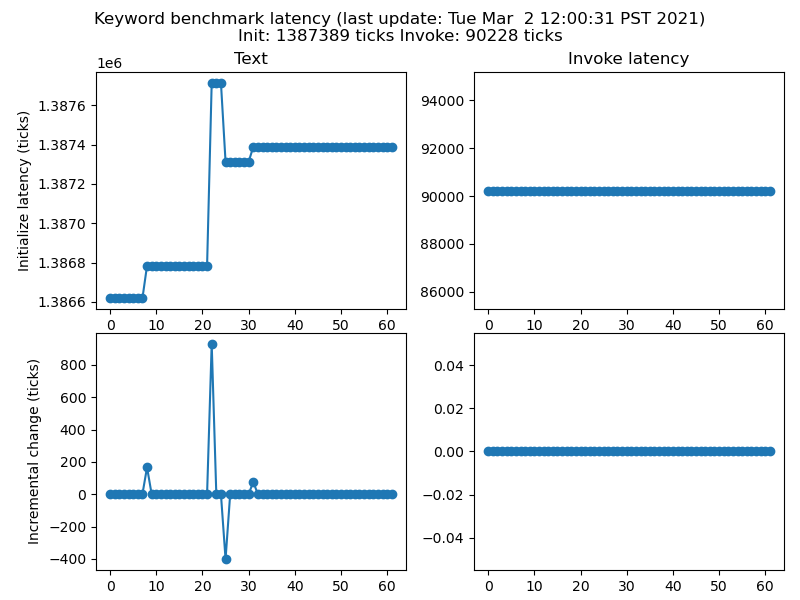 Keyword benchmark latency (last update: Tue Mar  2 12:00:31 PST 2021)
Init: 1387389 ticks Invoke: 90228 ticks
Text
1e6
Initialize latency (ticks)
1.3876
1.3874
1.3872
1.3870
1.3868
1.3866
0 10 20 30 40 50 60
Invoke latency
94000
92000
90000
88000
86000
0 10 20 30 40 50 60
Incremental change (ticks)
800
600
400
200
0
−200
−400
0 10 20 30 40 50 60
0.04
0.02
0.00
−0.02
−0.04
0 10 20 30 40 50 60